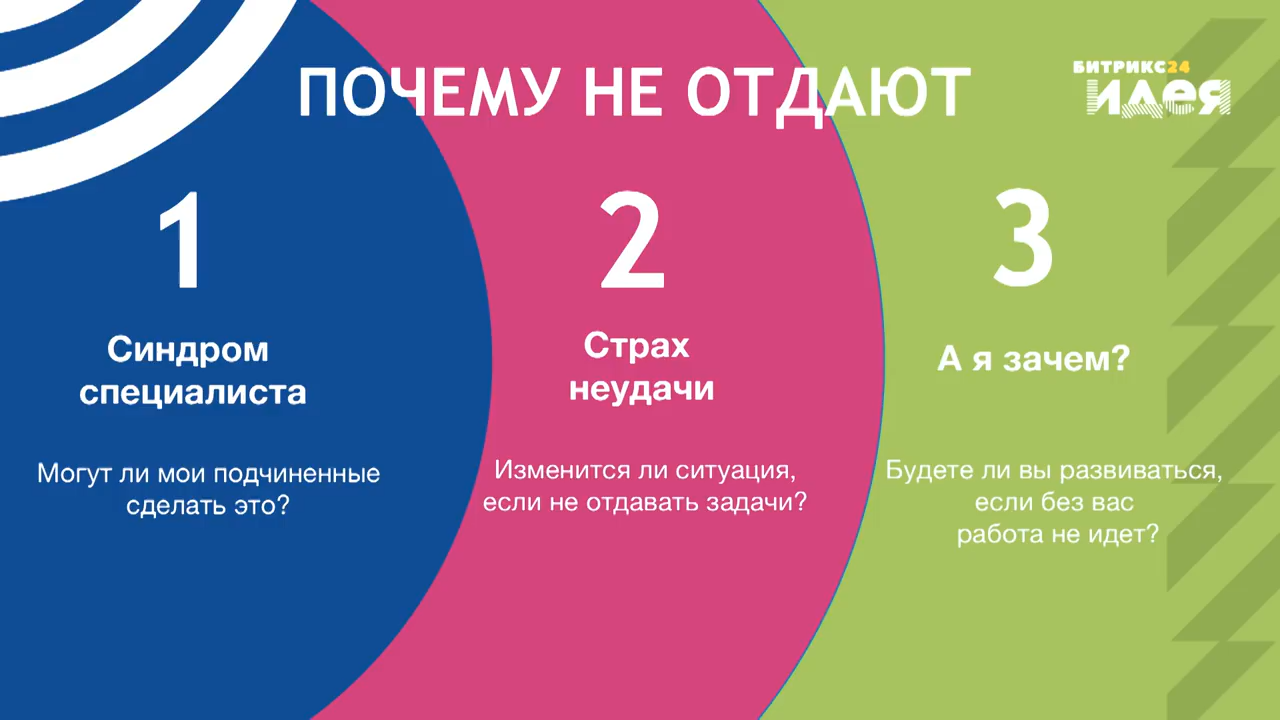 ПОЧЕМУ НЕ ОТДАЮТ
БИТРИКС24
идея
1
Синдром
специалиста
Могут ли мои подчиненные
сделать это?
2
Страх
неудачи
Изменится ли ситуация,
если не отдавать задачи?
3
А я зачем?
Будете ли вы развиваться,
если без вас
работа не идет?